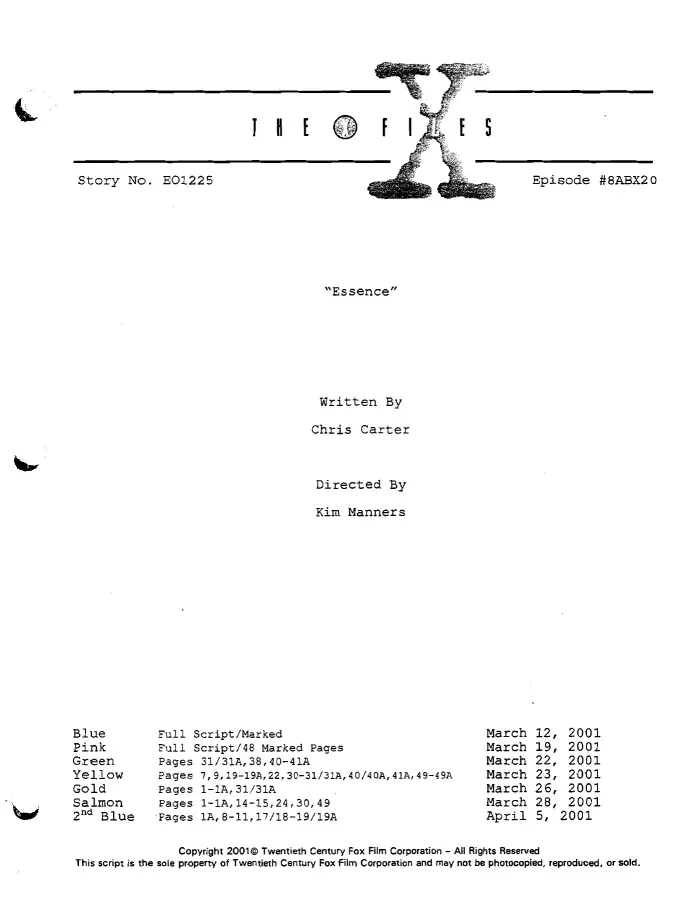 THE X FILES
Story No. EO1225 Episode #8ABX20
"Essence"
Written By
Chris Carter
Directed By
Kim Manners
Blue Full Script/Marked March 12, 2001
Pink Full Script/48 Marked Pages March 19, 2001
Green Pages 31/31A,38,40-41A March 22, 2001
Yellow Pages 7,9,19-19A,22,30-31/31A,40/40A,41A,49-49A March 23, 2001
Gold Pages 1-1A,31/31A March 26, 2001
Salmon Pages 1-1A,14-15,24,30,49 March 28, 2001
2nd Blue Pages 1A,8-11,17/18-19/19A April 5, 2001
Copyright 2001© Twentieth Century Fox Film Corporation – All Rights Reserved
This script is the sole property of Twentieth Century Fox Film Corporation and may not be photocopied, reproduced, or sold.